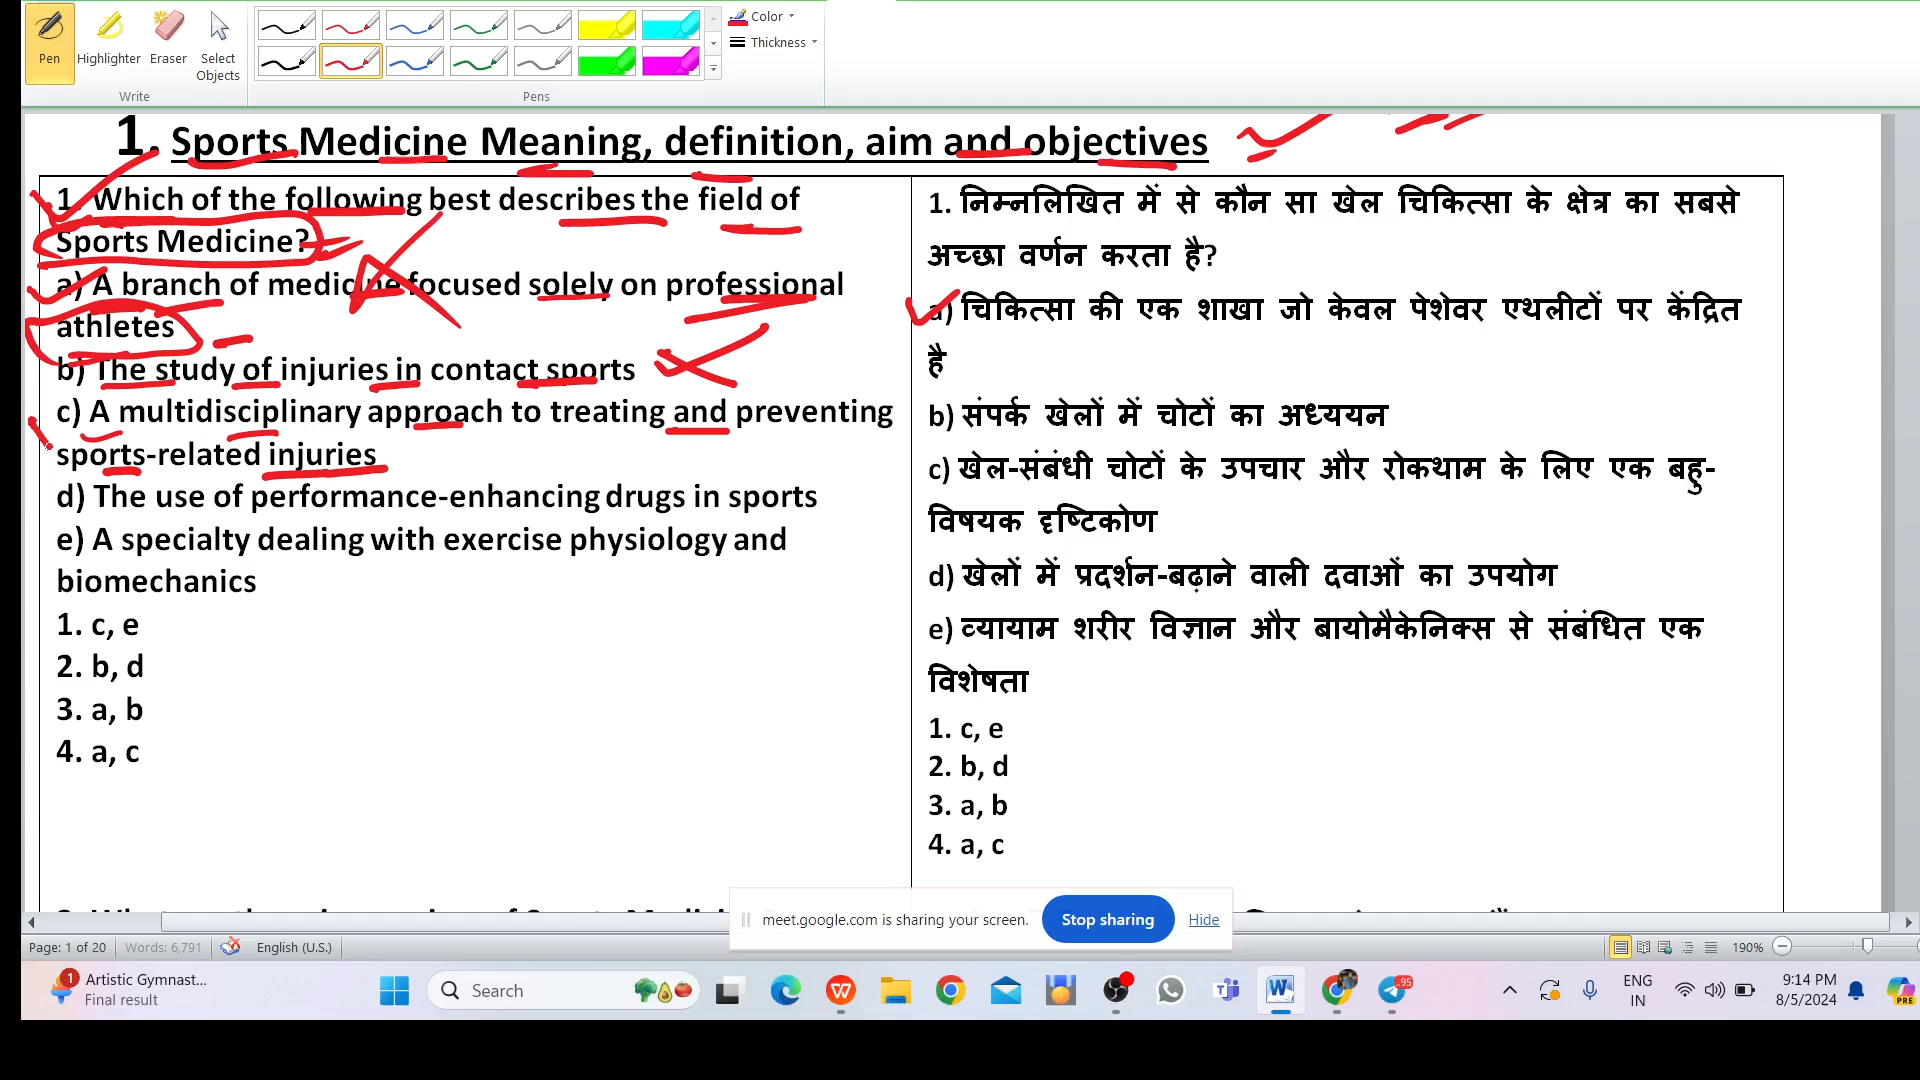 Pen
Highlighter
Eraser
Select
Objects
Color
Thickness
Write
Pens
1. Sports Medicine Meaning, definition, aim and objectives
1. Which of the following best describes the field of
Sports Medicine?
a) A branch of medicine focused solely on professional
athletes
b) The study of injuries in contact sports
c) A multidisciplinary approach to treating and preventing
sports-related injuries
d) The use of performance-enhancing drugs in sports
e) A specialty dealing with exercise physiology and
biomechanics
1. c, e
2. b, d
3. a, b
4. a, c
1. निम्नलिखित में से कौन सा खेल चिकित्सा के क्षेत्र का सबसे
अच्छा वर्णन करता है?
a) चिकित्सा की एक शाखा जो केवल पेशेवर एथलीटों पर केंद्रित
है
b) संपर्क खेलों में चोटों का अध्ययन
c) खेल-संबंधी चोटों के उपचार और रोकथाम के लिए एक बहु-
विषयक दृष्टिकोण
d) खेलों में प्रदर्शन-बढ़ाने वाली दवाओं का उपयोग
e) व्यायाम शरीर विज्ञान और बायोमैकेनिक्स से संबंधित एक
विशेषता
1. c, e
2. b, d
3. a, b
4. a, c
meet.google.com is sharing your screen.
Stop sharing
Hide
Page: 1 of 20
Words: 6,791
English (U.S.)
190%
1
Artistic Gymnast...
Final result
Search
95
ENG
IN
9:14 PM
8/5/2024
PRE